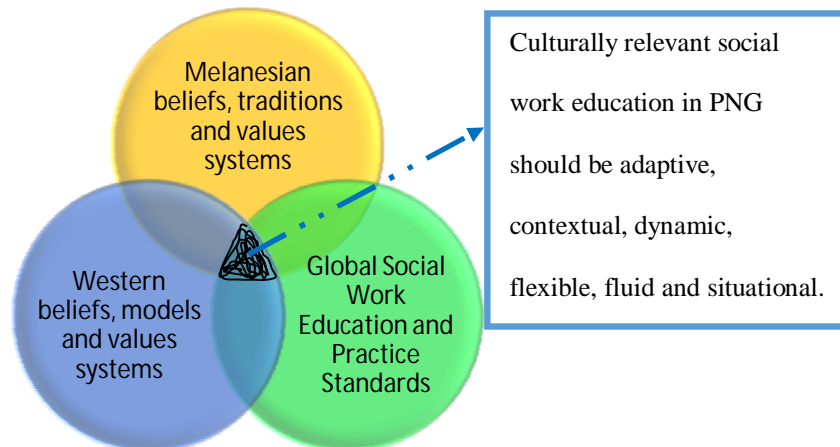 Melanesian
beliefs, traditions
and values
systems
Western
beliefs, models
and values
systems
Global Social
Work
Education and
Practice
Standards
Culturally relevant social
work education in PNG
should be adaptive,
contextual, dynamic,
flexible, fluid and situational.